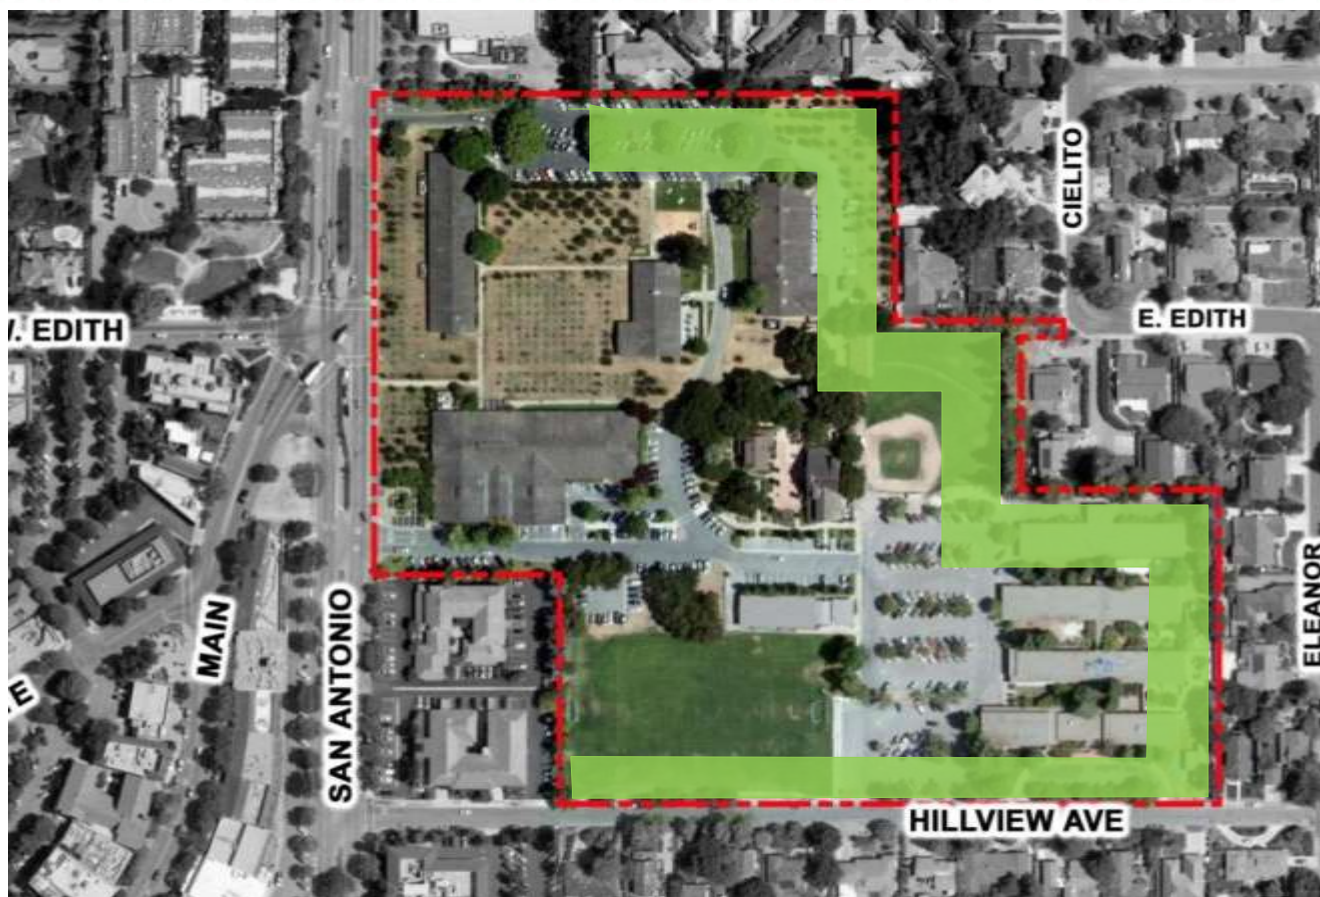 CIELITO
E. EDITH
. EDITH
MAIN
SAN ANTONIO
ELEANOR
HILLVIEW AVE